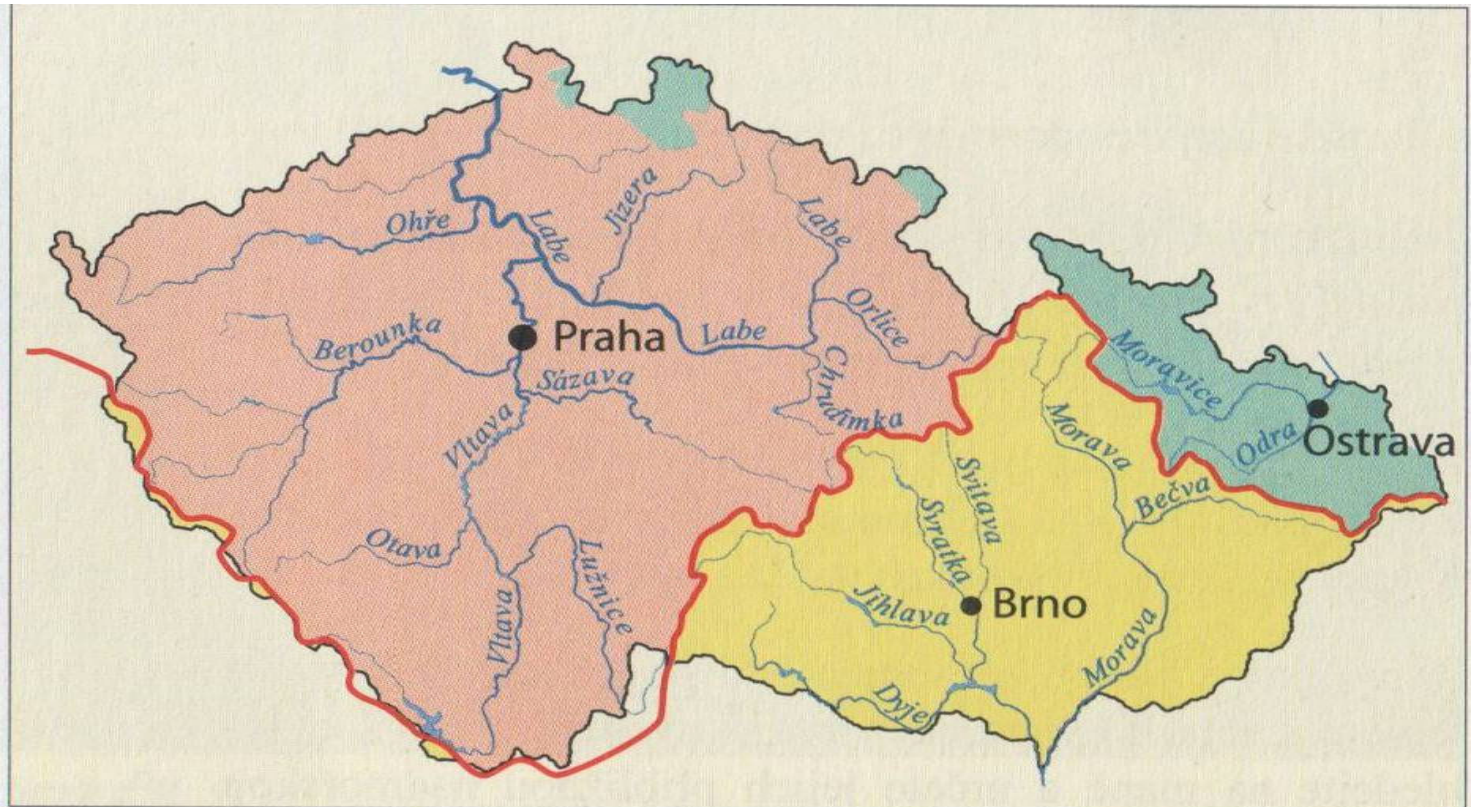 Ohře
Labe
Jizera
Labe
Orlice
Berounka
Praha
Labe
Sázava
Chrudimka
Vltava
Otava
Lužnice
Vltava
Moravice
Ostrava
Odra
Morava
Bečva
Svitava
Svratka
Jihlava
Brno
Morava
Dyje